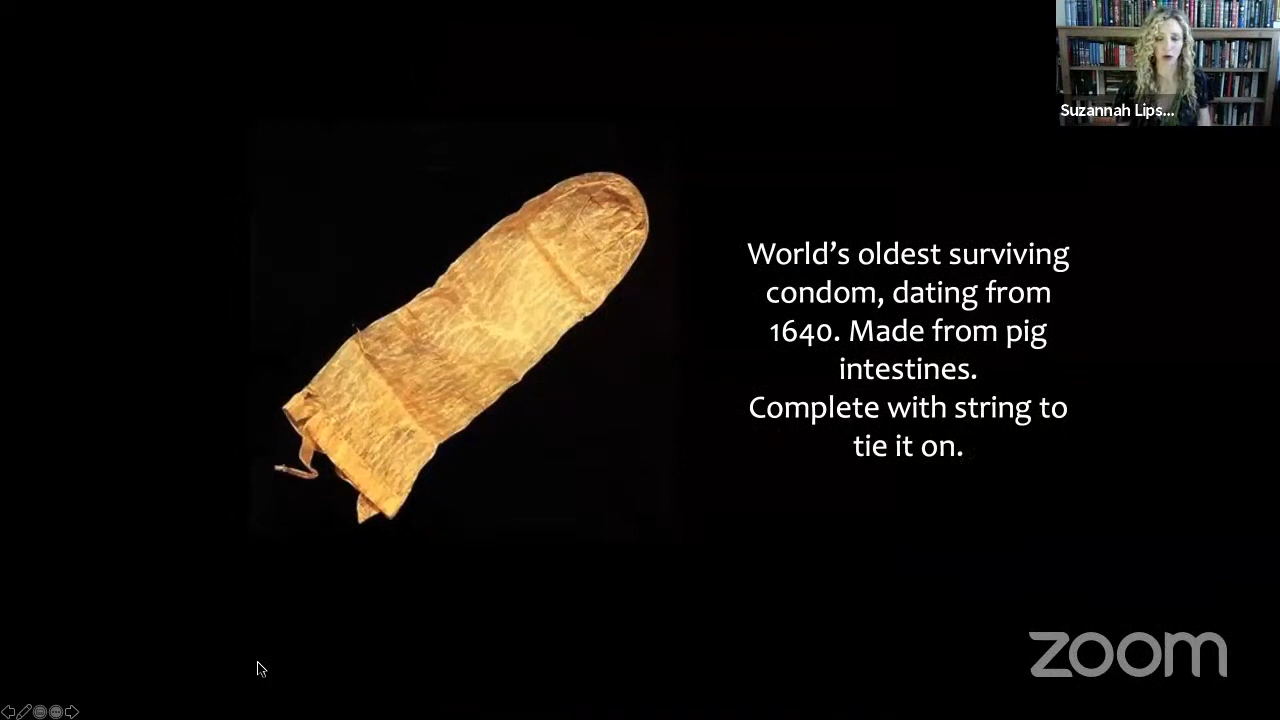 Suzannah Lips...
World’s oldest surviving
condom, dating from
1640. Made from pig
intestines.
Complete with string to
tie it on.
zoom